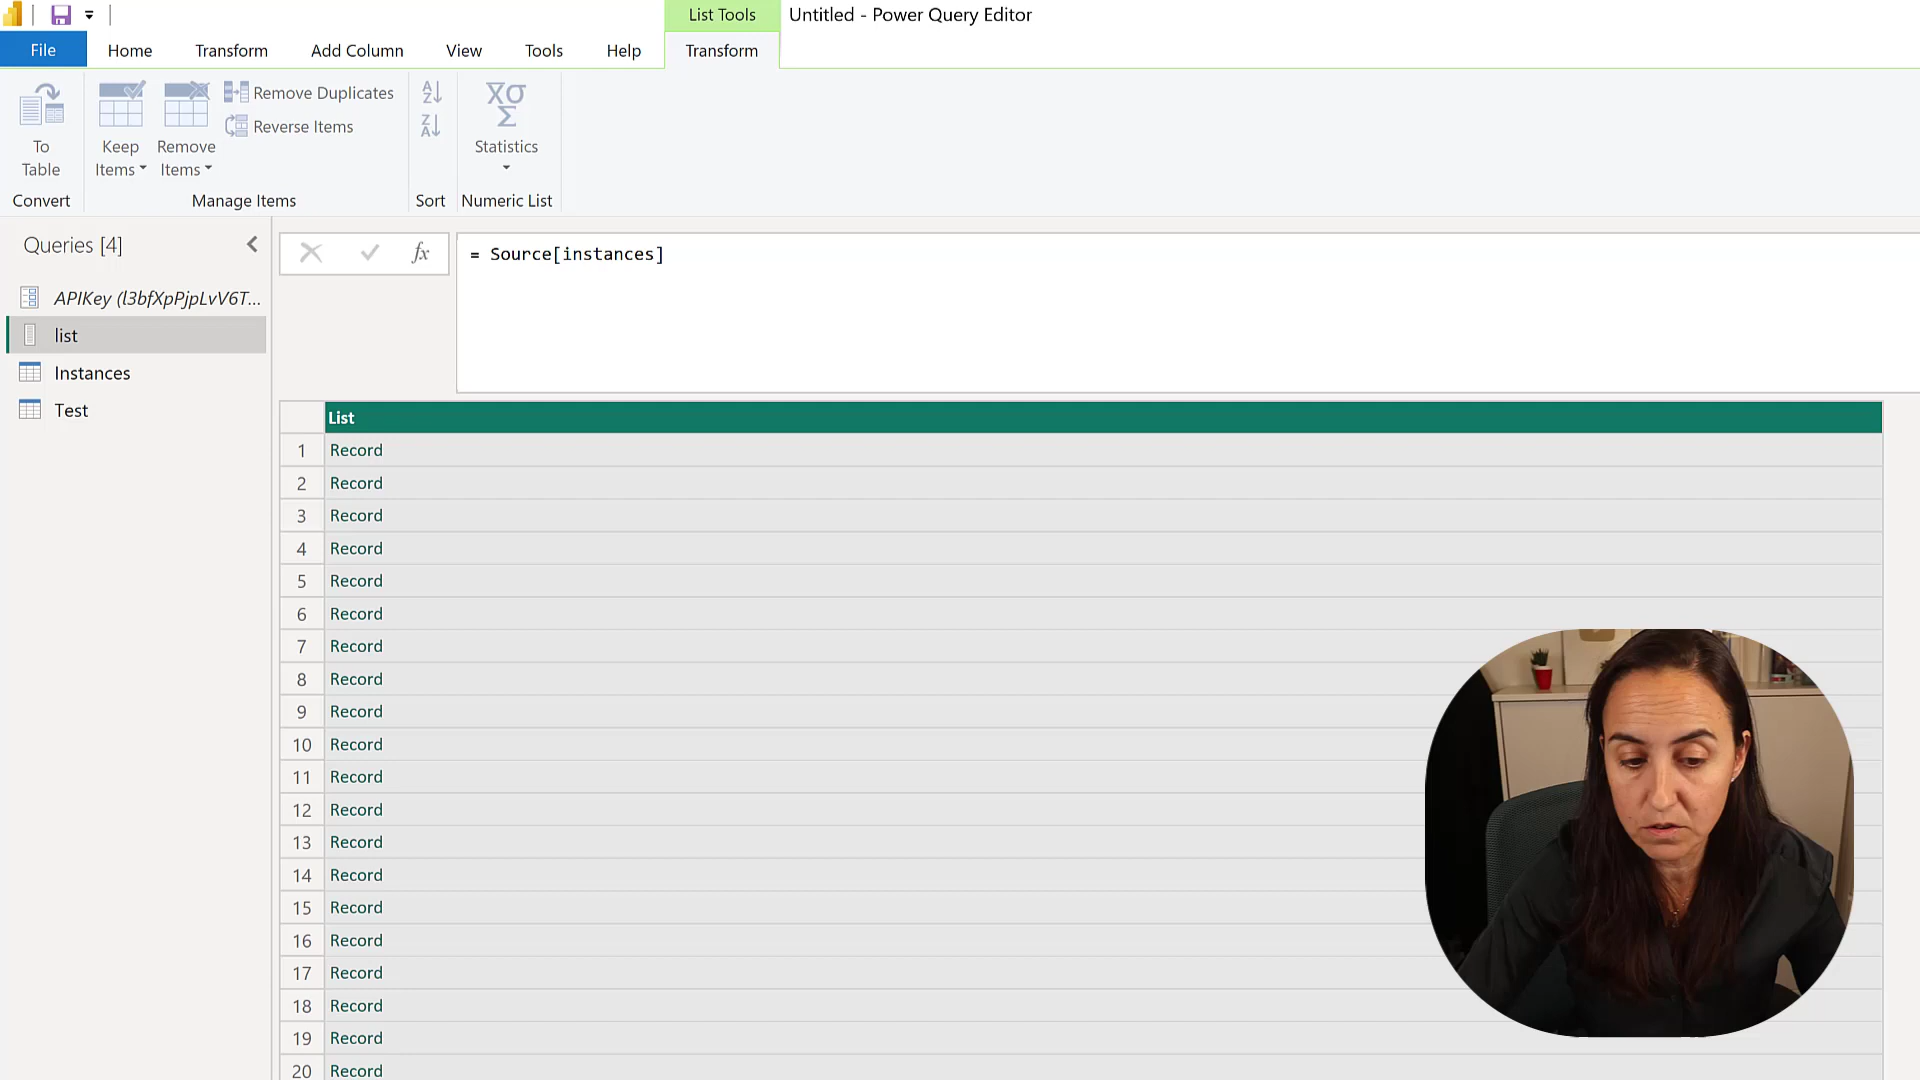 List Tools
Untitled - Power Query Editor
File
Home
Transform
Add Column
View
Tools
Help
Transform
To
Table
Keep
Items
Remove
Items
Remove Duplicates
Reverse Items
A
Z
Z
A
Xσ
Σ
Statistics
Convert
Manage Items
Sort
Numeric List
Queries [4]
APIKey (l3bfXpPjpLvV6T...
list
Instances
Test
fx
= Source[instances]
List
1 Record
2 Record
3 Record
4 Record
5 Record
6 Record
7 Record
8 Record
9 Record
10 Record
11 Record
12 Record
13 Record
14 Record
15 Record
16 Record
17 Record
18 Record
19 Record
20 Record